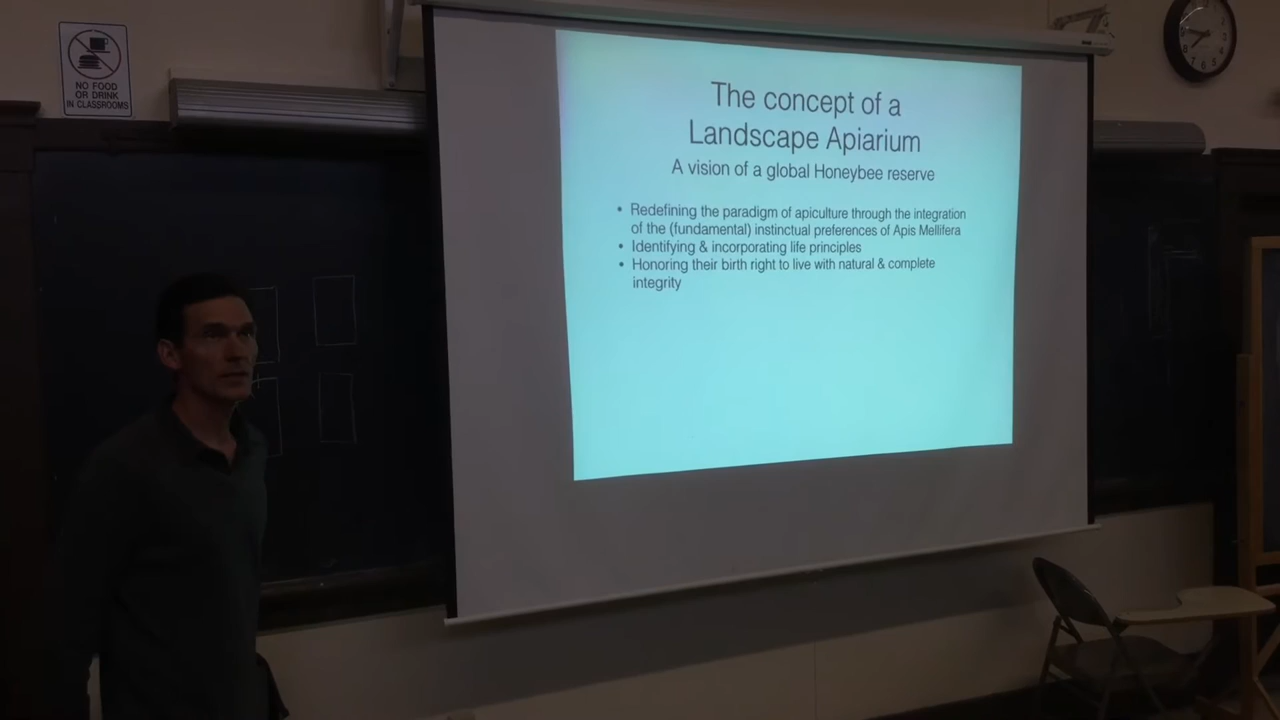 NO FOOD
OR DRINK
IN CLASSROOMS
The concept of a
Landscape Apiarium
A vision of a global Honeybee reserve
• Redefining the paradigm of apiculture through the integration
of the (fundamental) instinctual preferences of Apis Mellifera
• Identifying & incorporating life principles
• Honoring their birth right to live with natural & complete
integrity